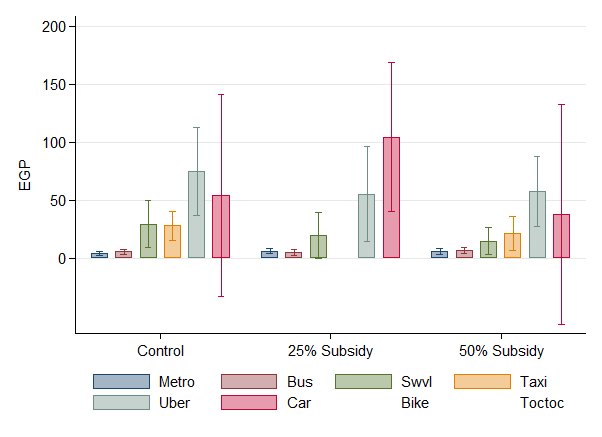 200
150
100
50
0
EGP
Control 25% Subsidy 50% Subsidy
Metro Bus Swvl Taxi
Uber Car Bike Toctoc